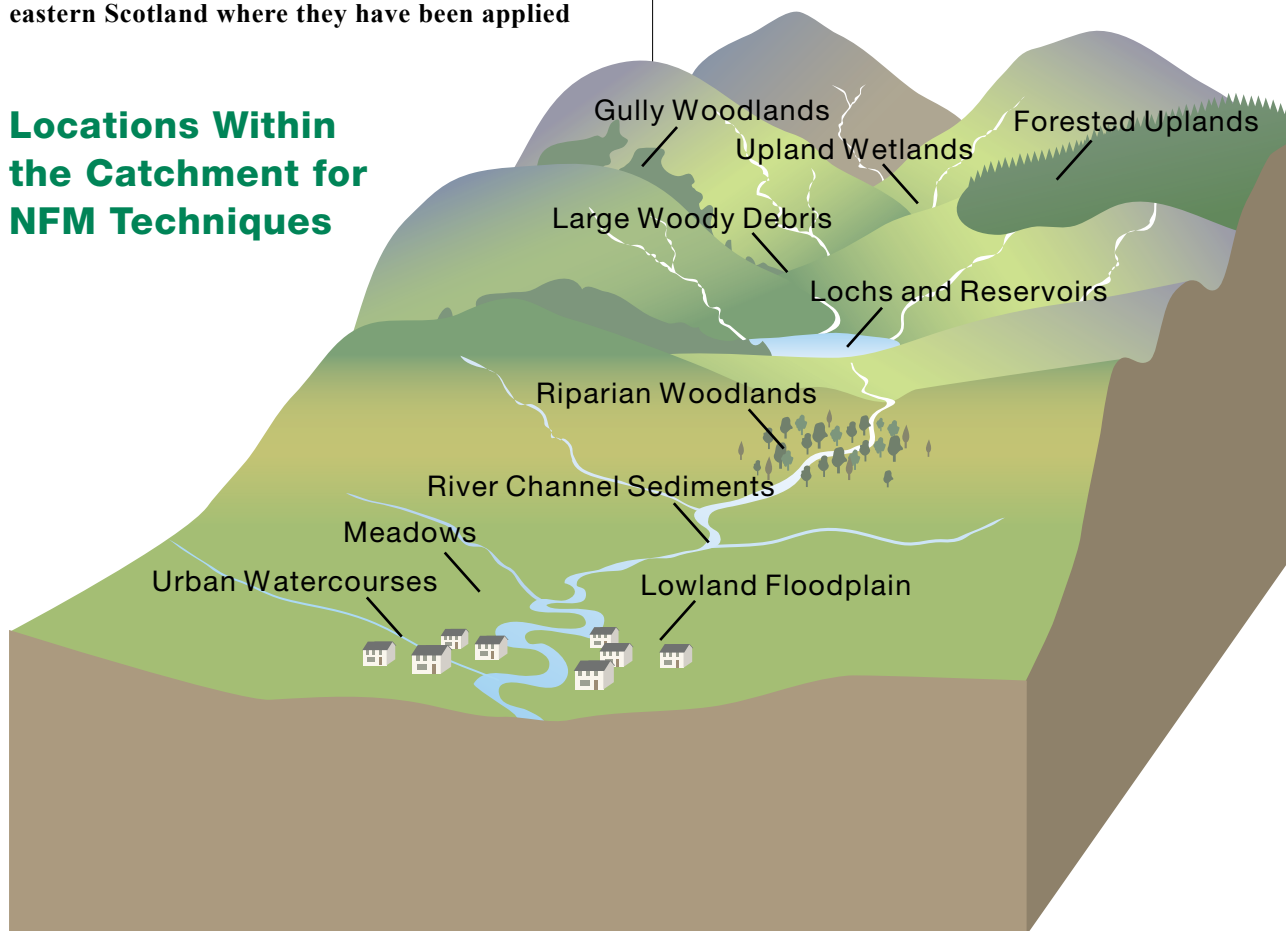 eastern Scotland where they have been applied
Locations Within
the Catchment for
NFM Techniques
Gully Woodlands
Forested Uplands
Upland Wetlands
Large Woody Debris
Lochs and Reservoirs
Riparian Woodlands
River Channel Sediments
Meadows
Urban Watercourses
Lowland Floodplain